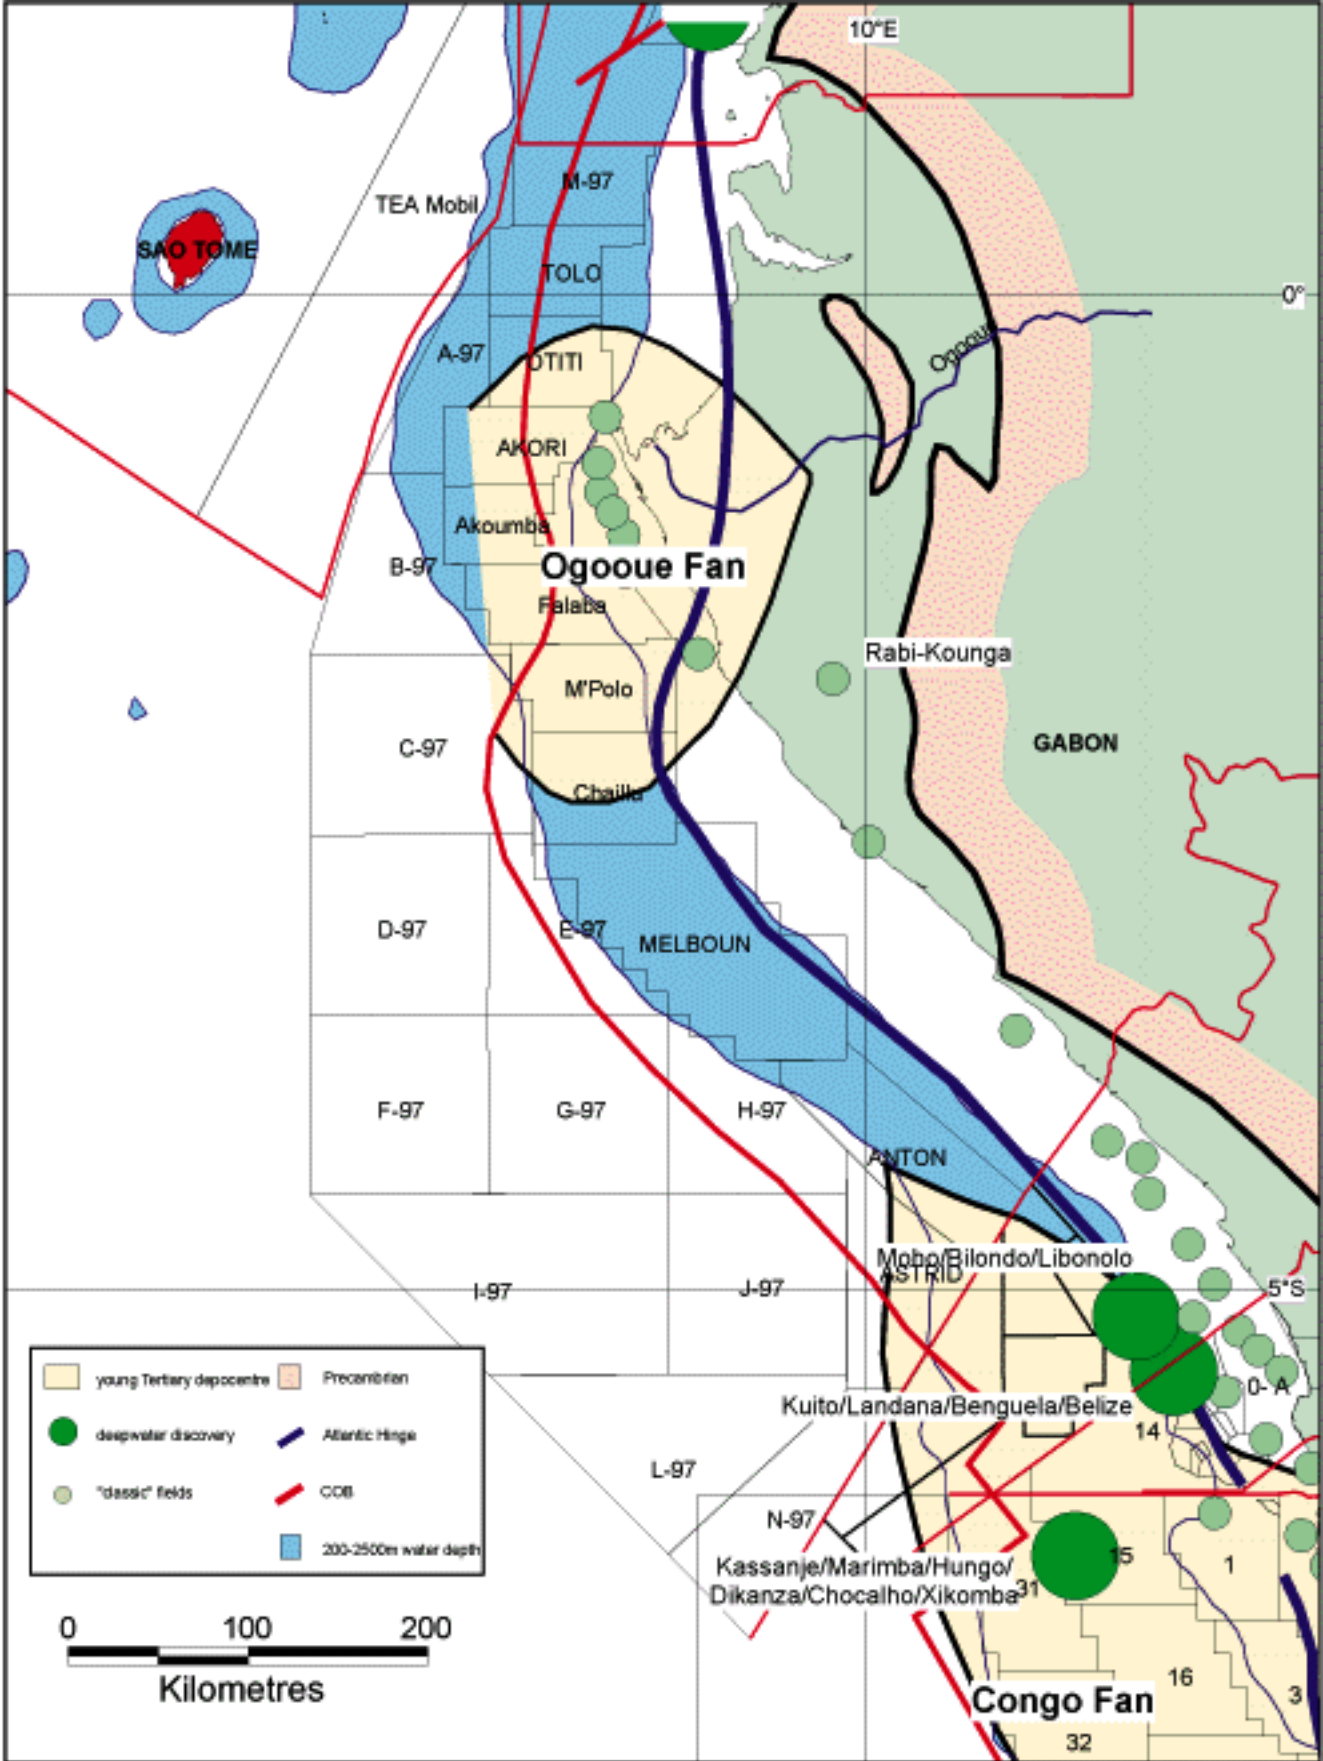 10°E
M-97
TEA Mobil
SAO TOME
TOLO
0°
Ogooue
A-97
OTITI
AKORI
Akoumba
B-97
Ogooue Fan
Falaba
Rabi-Kounga
M'Polo
GABON
C-97
Chaillu
D-97
E-97
MELBOUN
F-97
G-97
H-97
ANTON
Mobo/Bilondo/Libonolo
ASTRID
I-97
J-97
5°S
0- A
Kuito/Landana/Benguela/Belize
14
L-97
N-97
15
1
Kassanje/Marimba/Hungo/
Dikanza/Chocalho/Xikomba
31
16
3
Congo Fan
32
young Tertiary depocentre
Precambrian
deepwater discovery
Atlantic Hinge
"classic" fields
COB
200-2500m water depth
0 100 200
Kilometres